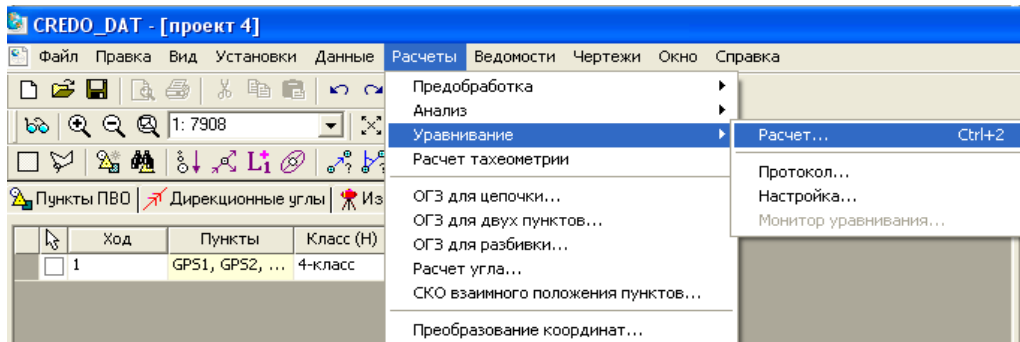 CREDO_DAT - [проект 4]
Файл Правка Вид Установки Данные Расчеты Ведомости Чертежи Окно Справка
Предобработка
Анализ
1: 7908
Уравнивание
Расчет... Ctrl+2
Расчет тахеометрии
Протокол...
Пункты ПВО Дирекционные углы Из
ОГЗ для цепочки...
Настройка...
ОГЗ для двух пунктов...
Монитор уравнивания...
Ход Пункты Класс (Н)
ОГЗ для разбивки...
1 GPS1, GPS2, ... 4-класс
Расчет угла...
СКО взаимного положения пунктов...
Преобразование координат...